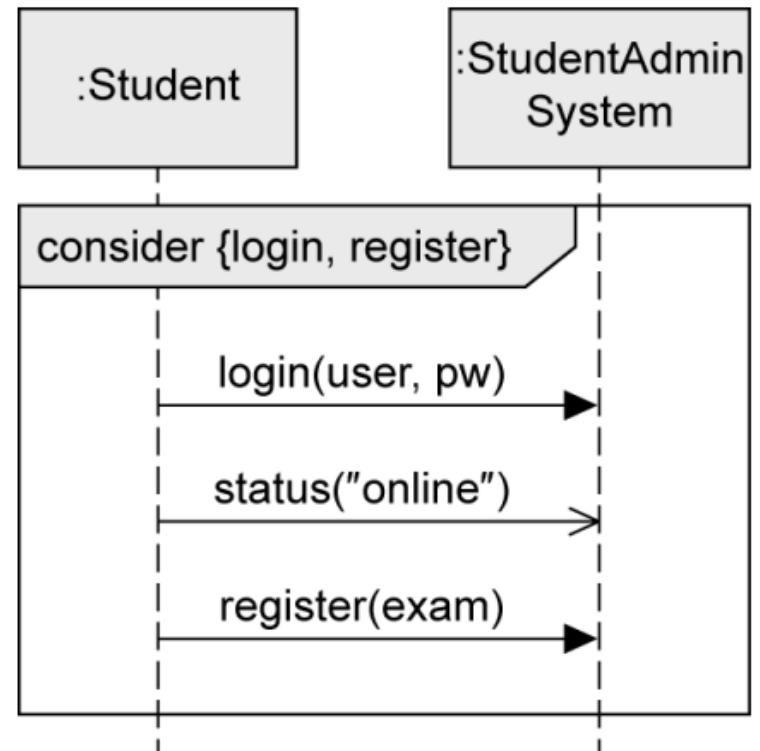 :Student
:StudentAdmin
System
consider {login, register}
login(user, pw)
status("online")
register(exam)